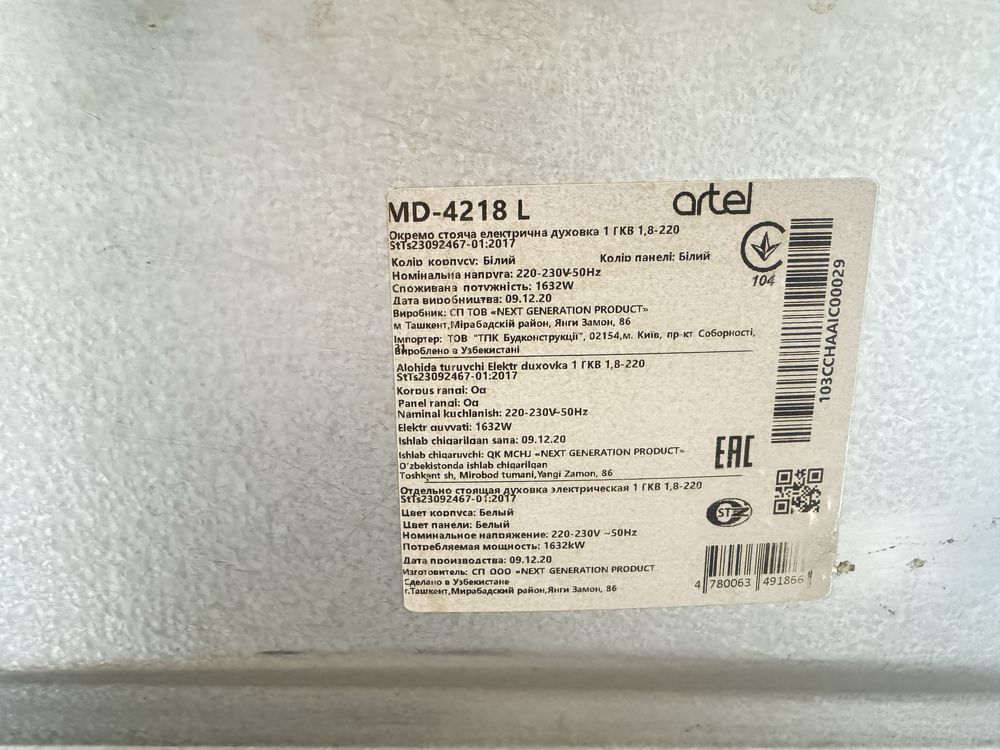 MD-4218 L
artel
Окремо стояча електрична духовка 1 ГКВ 1,8-220
StTs23092467-01:2017
Колір корпусу: Білий
Колір панелі: Білий
Номінальна напруга: 220-230V-50Hz
Споживана потужність: 1632W
Дата виробництва: 09.12.20
Виробник: СП ТОВ «NEXT GENERATION PRODUCT»
м Ташкент,Мірабадскій район, Янги Замон, 86
Імпортер: ТОВ "ТПК Будконструкції", 02154,м. Київ, пр-кт Соборності,
31
Вироблено в Узбекистані
104
103CCHAAIC00029
Alohida turuvchi Elektr duxovka 1 ГКВ 1,8-220
StTs23092467-01:2017
Korpus rangi: Oq
Panel rangi: Oq
Naminal kuchlanish: 220-230V-50Hz
Elektr quvvati: 1632W
Ishlab chiqarilgan sana: 09.12.20
Ishlab chiqaruvchi: QK MCHJ «NEXT GENERATION PRODUCT»
O'zbekistonda ishlab chiqarilgan
Toshkent sh, Mirobod tumani,Yangi Zamon, 86
EAC
Отдельно стоящая духовка электрическая 1 ГКВ 1,8-220
StTs23092467-01:2017
Цвет корпуса: Белый
Цвет панели: Белый
Номинальное напряжение: 220-230V ~50Hz
Потребляемая мощность: 1632kW
Дата производства: 09.12.20
Изготовитель: СП ООО «NEXT GENERATION PRODUCT
Сделано в Узбекистане
г.Ташкент,Мирабадский район,Янги Замон, 86
4 780063 491866